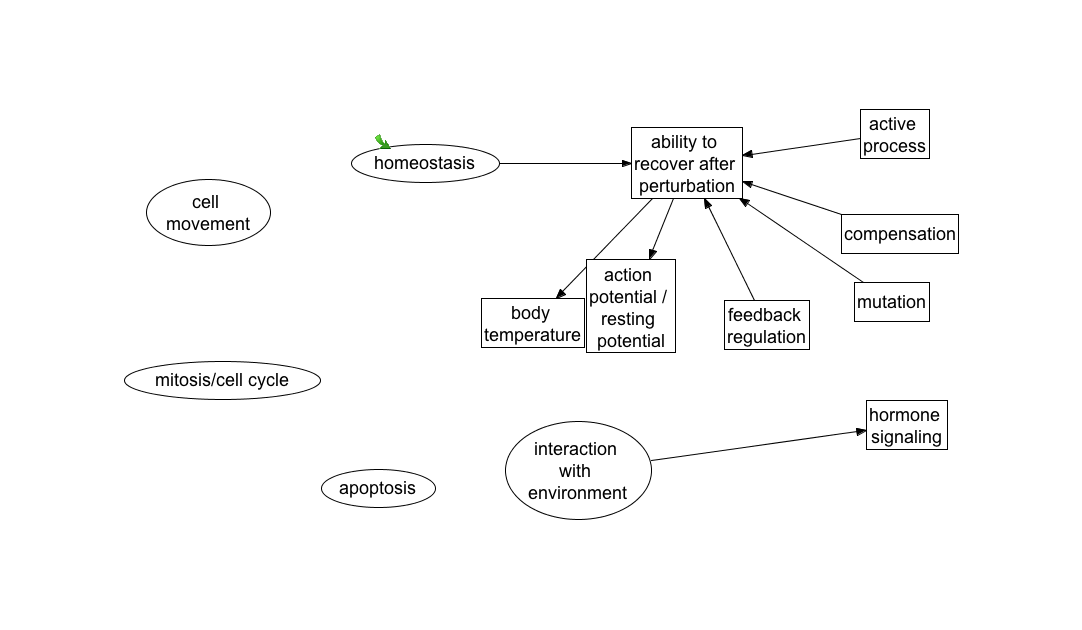 active
process
ability to
recover after
perturbation
homeostasis
cell
movement
compensation
action
potential /
resting
potential
mutation
body
temperature
feedback
regulation
mitosis/cell cycle
hormone
signaling
interaction
with
environment
apoptosis